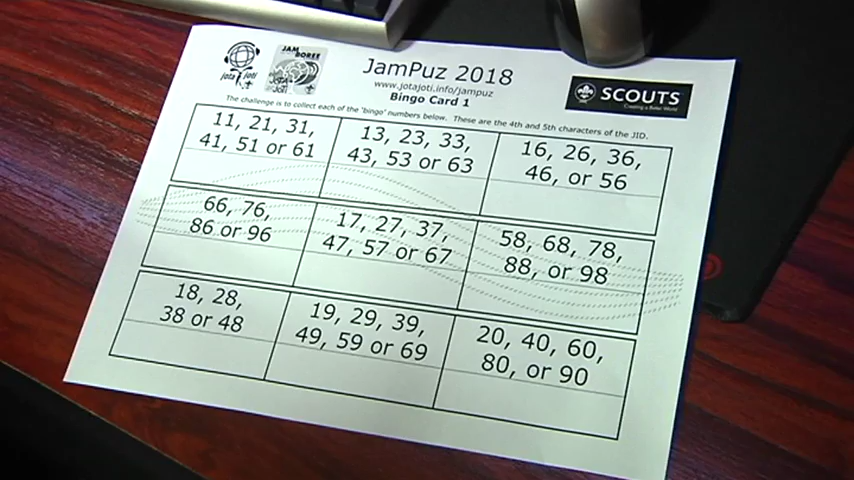 JamPuz 2018
www.jotajoti.info/jampuz
Bingo Card 1
jota joti
JAM
BOREE
JOTA
JOTI
SCOUTS
Creating a Better World
The challenge is to collect each of the "bingo" numbers below. These are the 4th and 5th characters of the JID.
11, 21, 31,
41, 51 or 61
13, 23, 33,
43, 53 or 63
16, 26, 36,
46, or 56
66, 76,
86 or 96
17, 27, 37,
47, 57 or 67
58, 68, 78,
88, or 98
18, 28,
38 or 48
19, 29, 39,
49, 59 or 69
20, 40, 60,
80, or 90